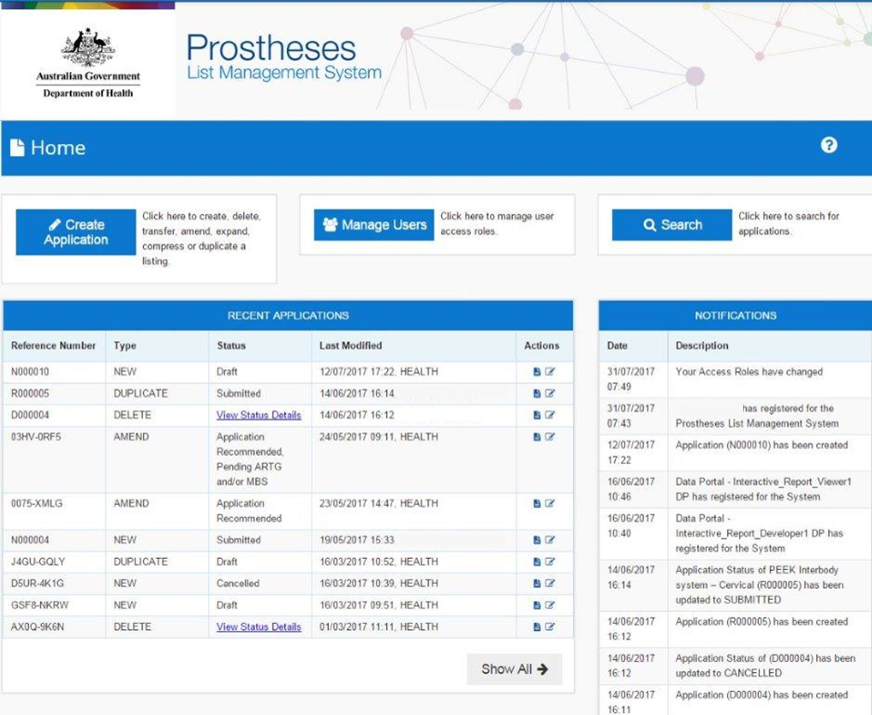 Australian Government
Department of Health
Prostheses
List Management System
Home
?
Create
Application
Click here to create, delete,
transfer, amend, expand,
compress or duplicate a
listing.
Manage Users
Click here to manage user
access roles.
Search
Click here to search for
applications.
RECENT APPLICATIONS
Reference Number Type Status Last Modified Actions
N000010 NEW Draft 12/07/2017 17:22, HEALTH
R000005 DUPLICATE Submitted 14/06/2017 16:14
D000004 DELETE View Status Details 14/06/2017 16:12
03HV-0RF5 AMEND Application 24/05/2017 09:11, HEALTH
Recommended,
Pending ARTG
and/or MBS
0075-XMLG AMEND Application 23/05/2017 14:47, HEALTH
Recommended
N000004 NEW Submitted 19/05/2017 15:33
J4GU-GQLY DUPLICATE Draft 16/03/2017 10:52, HEALTH
D5UR-4K1G NEW Cancelled 16/03/2017 10:39, HEALTH
GSF8-NKRW NEW Draft 16/03/2017 09:51, HEALTH
AX0Q-9K6N DELETE View Status Details 01/03/2017 11:11, HEALTH
Show All
NOTIFICATIONS
Date Description
31/07/2017 Your Access Roles have changed
07:49
31/07/2017 has registered for the
07:43 Prostheses List Management System
12/07/2017 Application (N000010) has been created
17:22
16/06/2017 Data Portal - Interactive_Report_Viewer1
10:46 DP has registered for the System
16/06/2017 Data Portal -
10:40 Interactive_Report_Developer1 DP has
registered for the System
14/06/2017 Application Status of PEEK Interbody
16:14 system – Cervical (R000005) has been
updated to SUBMITTED
14/06/2017 Application (R000005) has been created
16:12
14/06/2017 Application Status of (D000004) has been
16:12 updated to CANCELLED
14/06/2017 Application (D000004) has been created
16:11